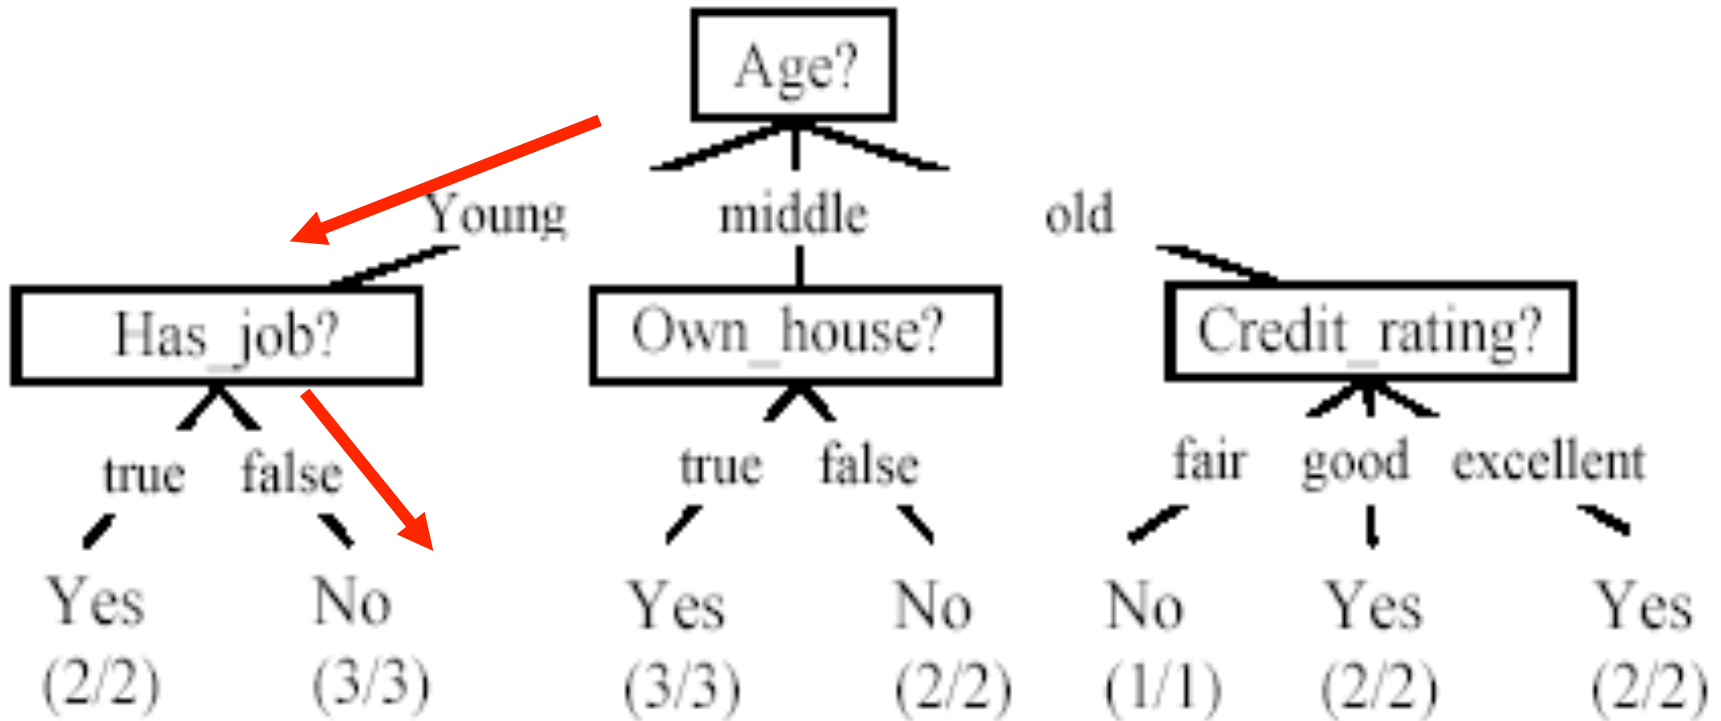 Age?
Young middle old
Has_job? Own_house? Credit_rating?
true false true false fair good excellent
Yes No Yes No No Yes Yes
(2/2) (3/3) (3/3) (2/2) (1/1) (2/2) (2/2)